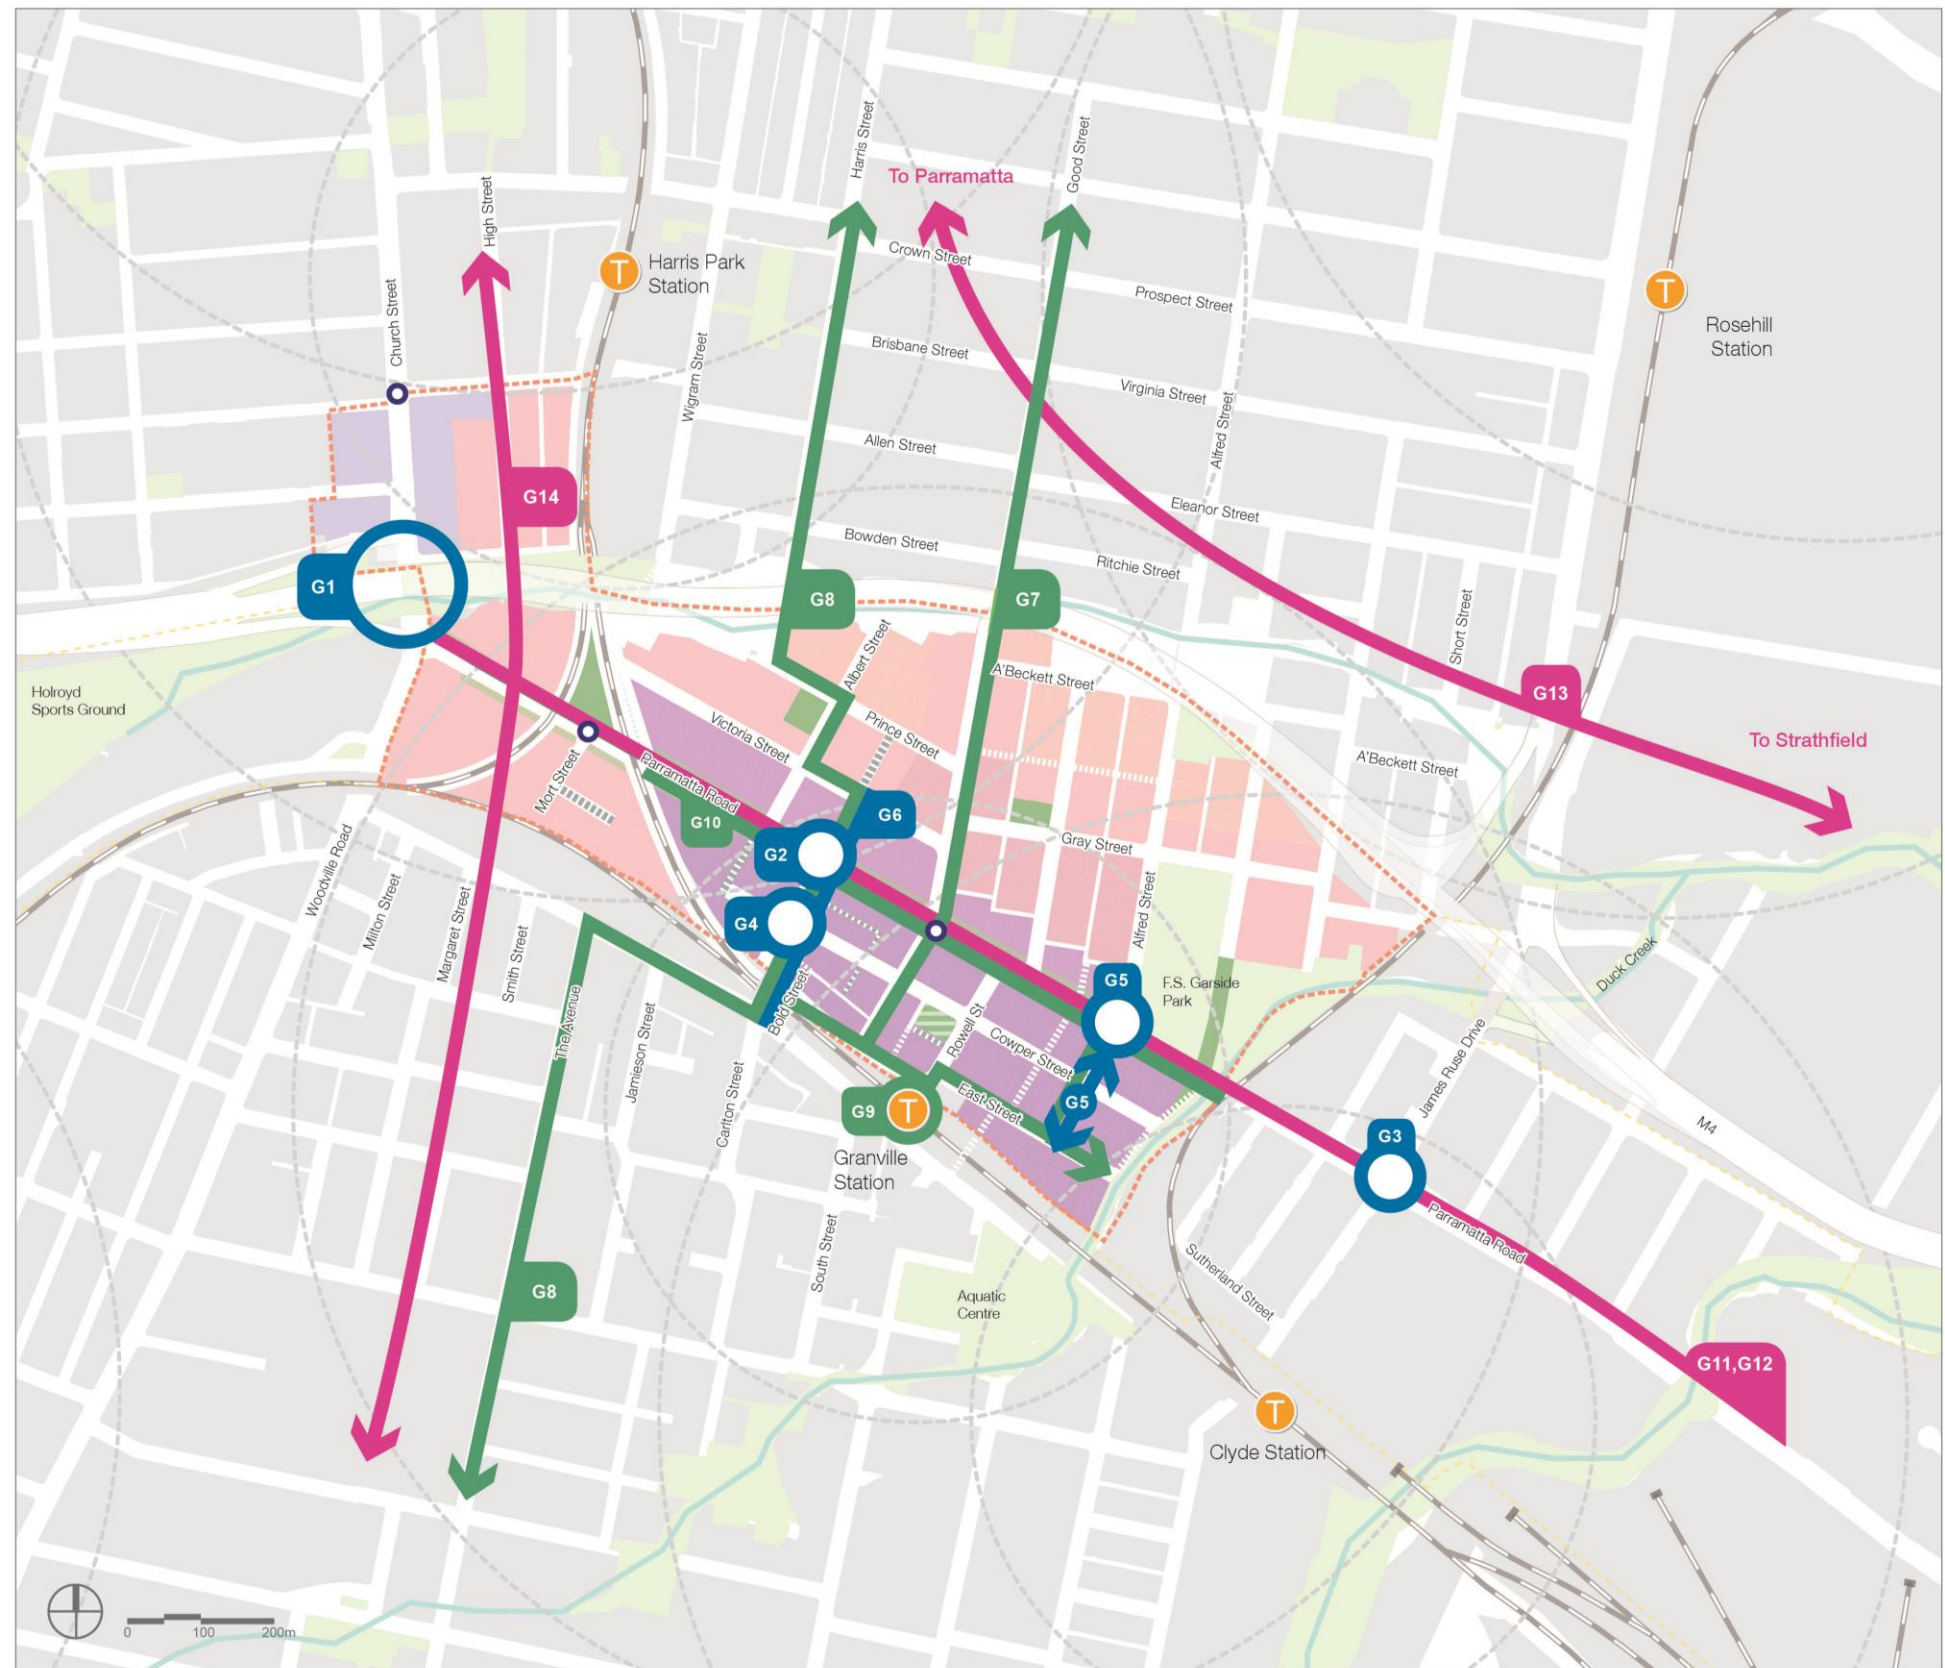 Harris Street
Good Street
To Parramatta
High Street
Crown Street
Harris Park
Station
Church Street
Prospect Street
Rosehill
Station
Wigram Street
Brisbane Street
Virginia Street
Alfred Street
Allen Street
G14
Eleanor Street
Bowden Street
Ritchie Street
G1
G8
G7
Short Street
Albert Street
A'Beckett Street
Holroyd
Sports Ground
G13
Victoria Street
Prince Street
To Strathfield
Parramatta Road
Mort Street
A'Beckett Street
G10
G6
G2
Gray Street
Woodville Road
Milton Street
Margaret Street
Smith Street
G4
Alfred Street
Duck Creek
G5
F.S. Garside
Park
The Avenue
Bold Street
Jamieson Street
Rowell St
Cowper Street
James Ruse Drive
Carlton Street
G9
T
East Street
G5
M4
G3
Granville
Station
South Street
Parramatta Road
Sutherland Street
G8
Aquatic
Centre
G11,G12
T
Clyde Station
T
T
0 100 200m